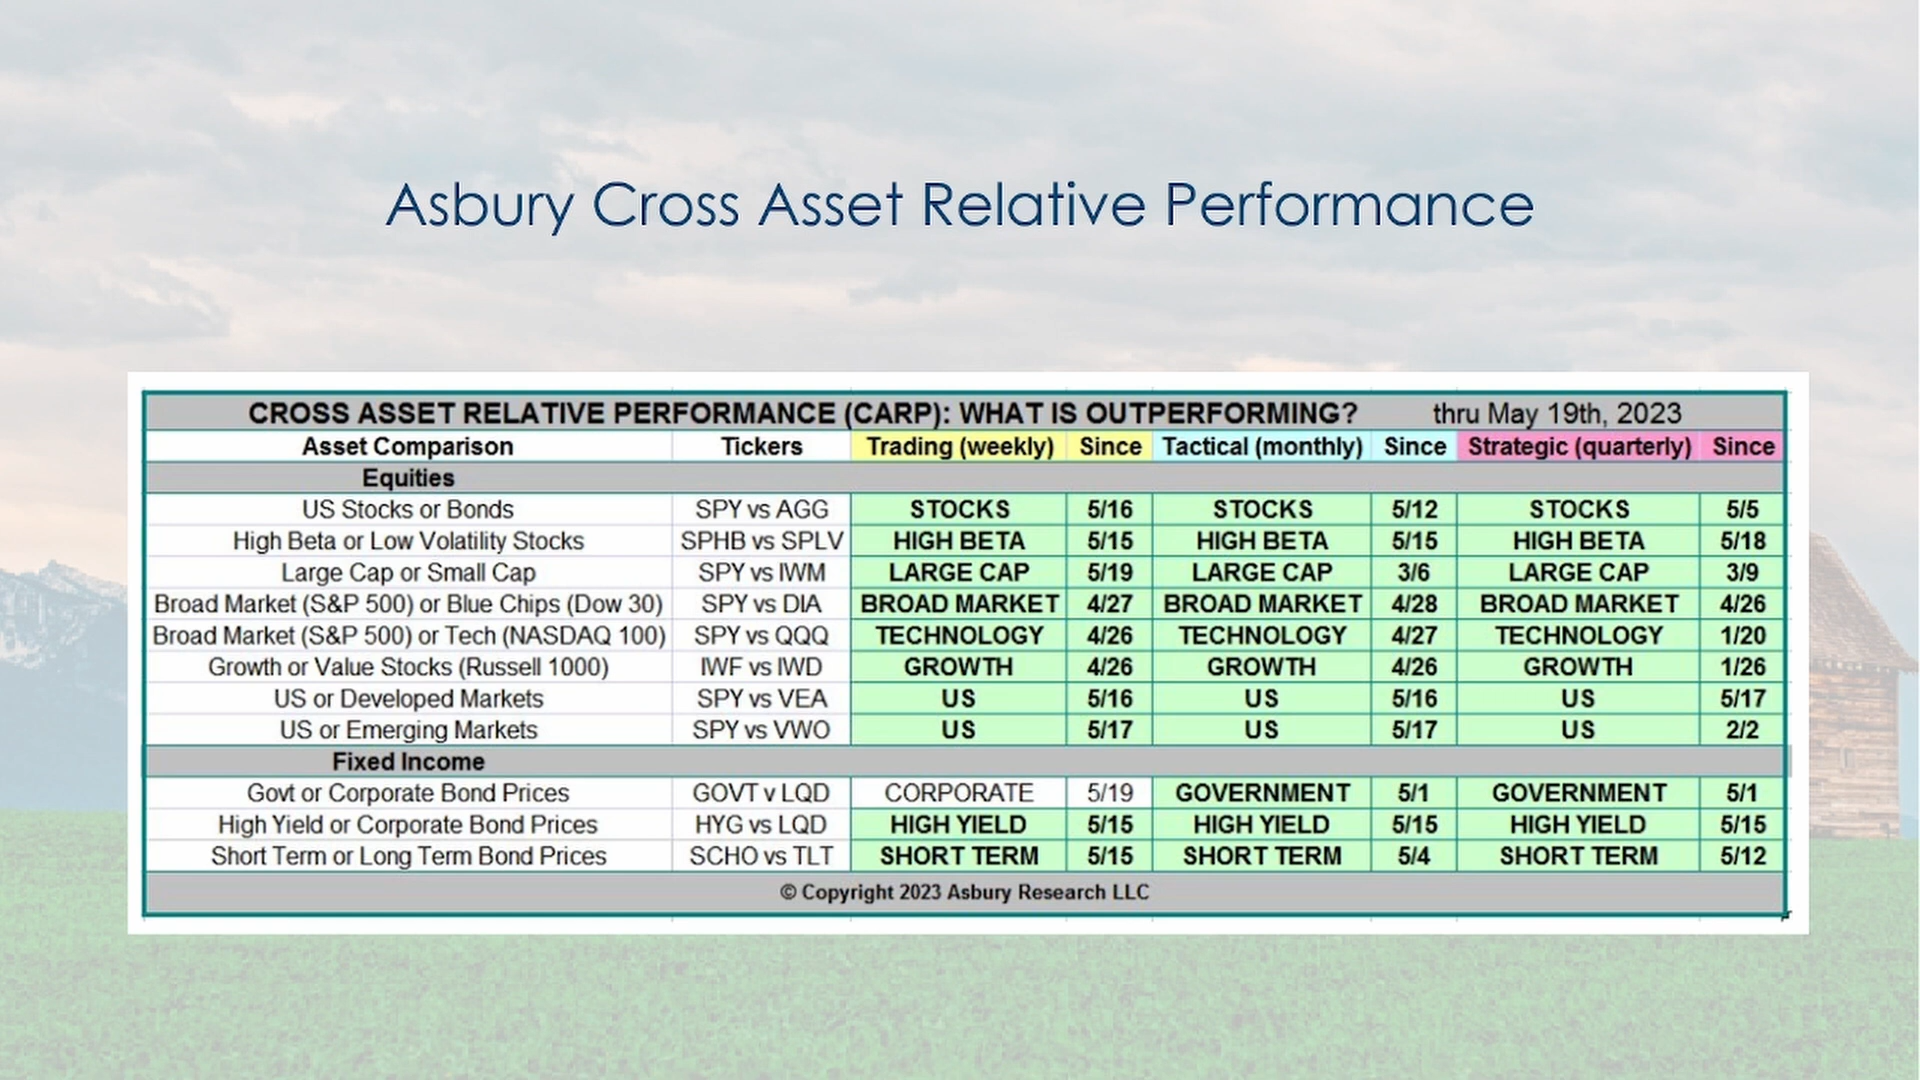 Asbury Cross Asset Relative Performance
CROSS ASSET RELATIVE PERFORMANCE (CARP): WHAT IS OUTPERFORMING? thru May 19th, 2023
Asset Comparison Tickers Trading (weekly) Since Tactical (monthly) Since Strategic (quarterly) Since
Equities
US Stocks or Bonds SPY vs AGG STOCKS 5/16 STOCKS 5/12 STOCKS 5/5
High Beta or Low Volatility Stocks SPHB vs SPLV HIGH BETA 5/15 HIGH BETA 5/15 HIGH BETA 5/18
Large Cap or Small Cap SPY vs IWM LARGE CAP 5/19 LARGE CAP 3/6 LARGE CAP 3/9
Broad Market (S&P 500) or Blue Chips (Dow 30) SPY vs DIA BROAD MARKET 4/27 BROAD MARKET 4/28 BROAD MARKET 4/26
Broad Market (S&P 500) or Tech (NASDAQ 100) SPY vs QQQ TECHNOLOGY 4/26 TECHNOLOGY 4/27 TECHNOLOGY 1/20
Growth or Value Stocks (Russell 1000) IWF vs IWD GROWTH 4/26 GROWTH 4/26 GROWTH 1/26
US or Developed Markets SPY vs VEA US 5/16 US 5/16 US 5/17
US or Emerging Markets SPY vs VWO US 5/17 US 5/17 US 2/2
Fixed Income
Govt or Corporate Bond Prices GOVT v LQD CORPORATE 5/19 GOVERNMENT 5/1 GOVERNMENT 5/1
High Yield or Corporate Bond Prices HYG vs LQD HIGH YIELD 5/15 HIGH YIELD 5/15 HIGH YIELD 5/15
Short Term or Long Term Bond Prices SCHO vs TLT SHORT TERM 5/15 SHORT TERM 5/4 SHORT TERM 5/12
© Copyright 2023 Asbury Research LLC